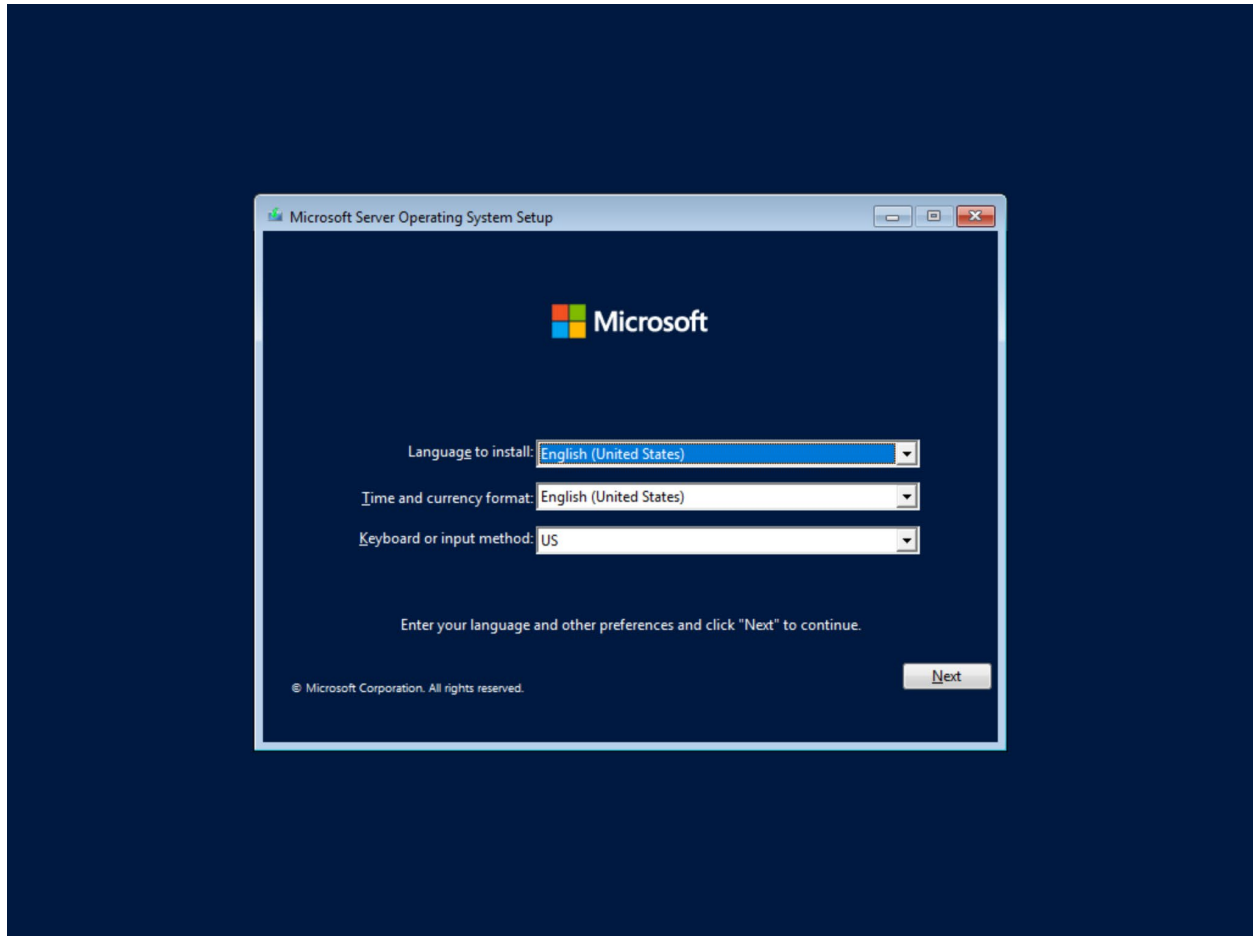 Microsoft Server Operating System Setup
Microsoft
Language to install: English (United States)
Time and currency format: English (United States)
Keyboard or input method: US
Enter your language and other preferences and click "Next" to continue.
Next
© Microsoft Corporation. All rights reserved.